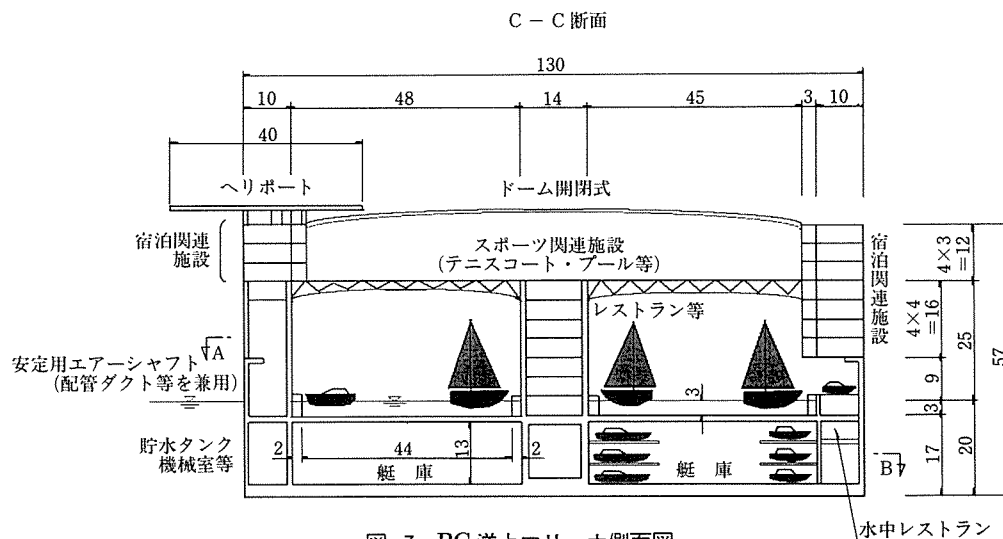 C － C 断面
130
10
48
14
45
3
10
40
ヘリポート
ドーム開閉式
宿泊関連
施設
スポーツ関連施設
(テニスコート・プール等)
宿泊関連施設
4×3
=12
レストラン等
4×4
=16
25
57
安定用エアーシャフト
(配管ダクト等を兼用)
A
3
9
3
貯水タンク
機械室等
2
44
13
2
艇 庫
艇 庫
B
17
20
水中レストラン